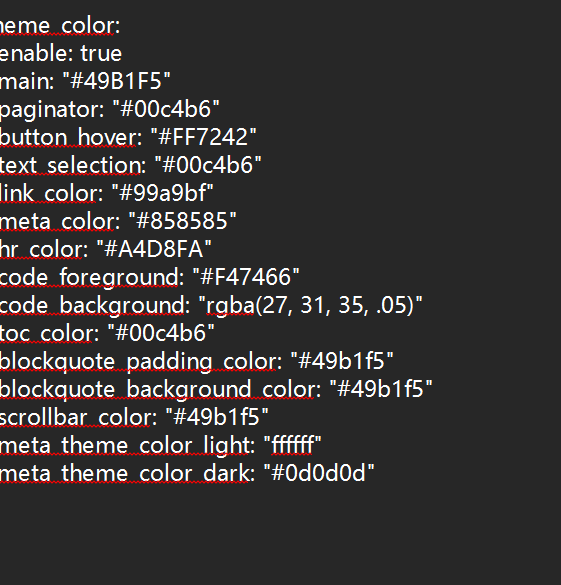 heme_color:
enable: true
main: "#49B1F5"
paginator: "#00c4b6"
button_hover: "#FF7242"
text_selection: "#00c4b6"
link_color: "#99a9bf"
meta_color: "#858585"
hr_color: "#A4D8FA"
code_foreground: "#F47466"
code_background: "rgba(27, 31, 35, .05)"
toc_color: "#00c4b6"
blockquote_padding_color: "#49b1f5"
blockquote_background_color: "#49b1f5"
scrollbar_color: "#49b1f5"
meta_theme_color_light: "ffffff"
meta_theme_color_dark: "#0d0d0d"